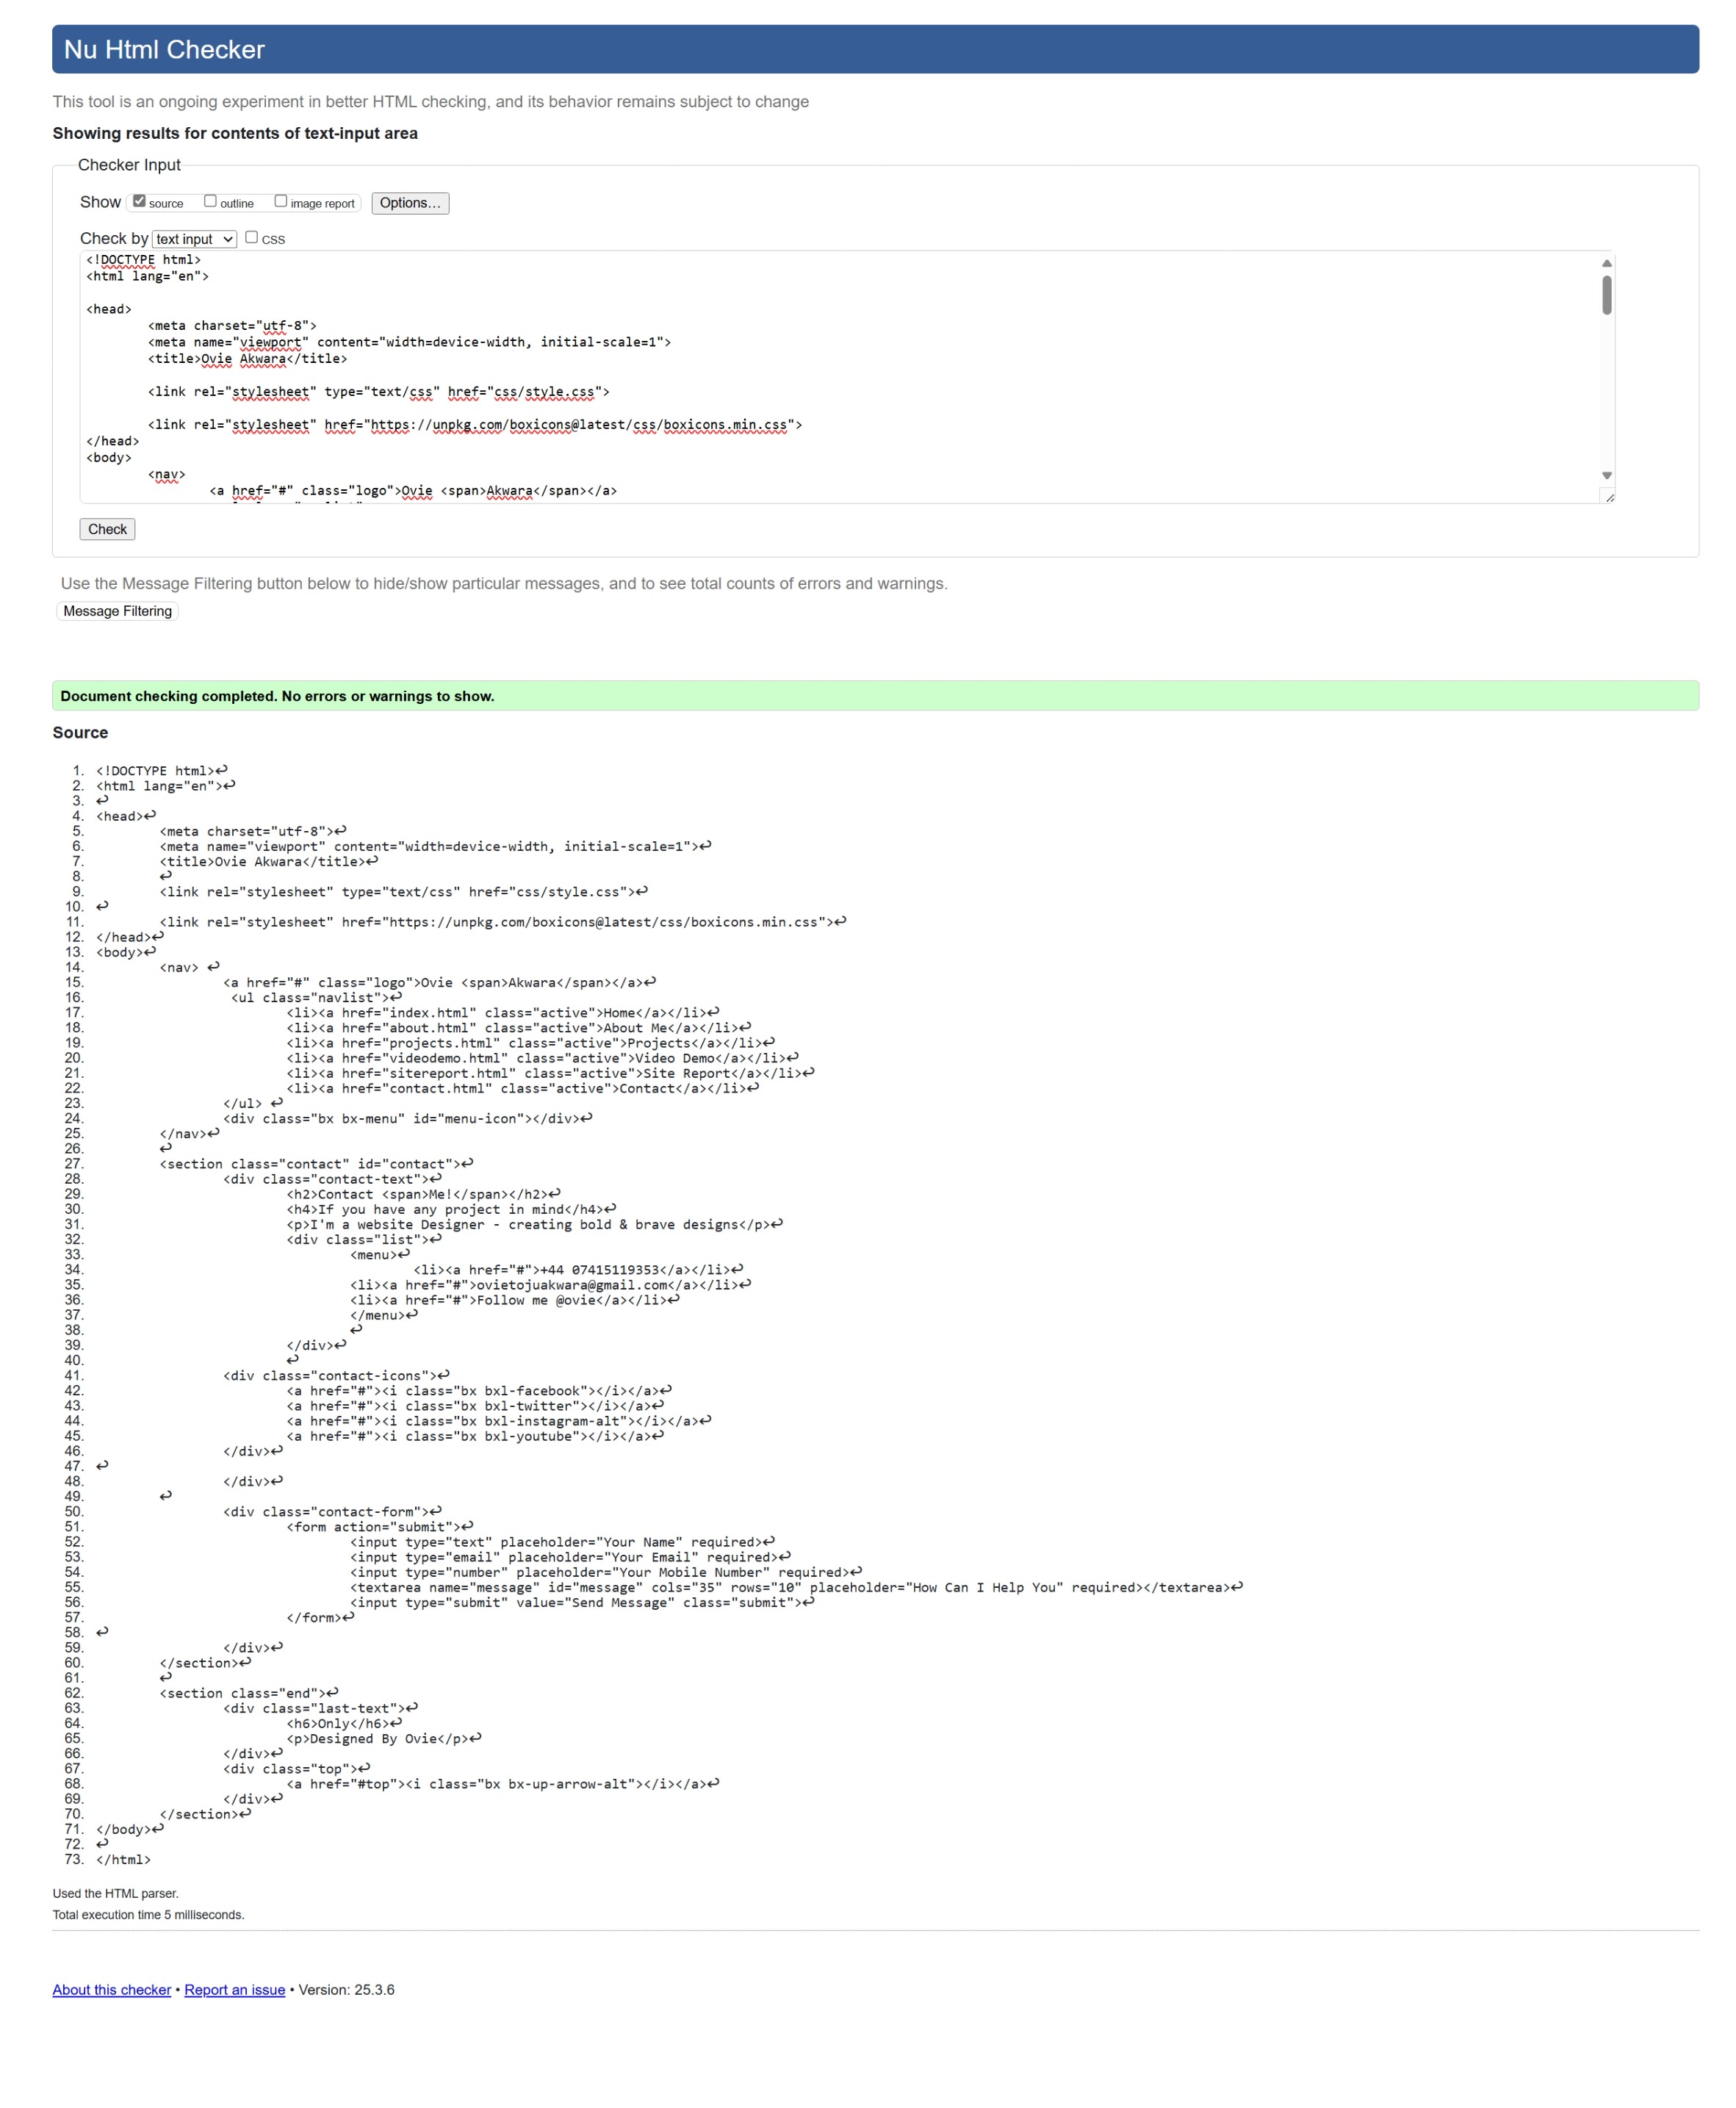 Nu Html Checker
This tool is an ongoing experiment in better HTML checking, and its behavior remains subject to change
Showing results for contents of text-input area
Checker Input
Show source outline image report Options...
Check by text input CSS
<!DOCTYPE html>
<html lang="en">
<head>
<meta charset="utf-8">
<meta name="viewport" content="width=device-width, initial-scale=1">
<title>Ovie Akwara</title>
<link rel="stylesheet" type="text/css" href="css/style.css">
<link rel="stylesheet" href="https://unpkg.com/boxicons@latest/css/boxicons.min.css">
</head>
<body>
<nav>
<a href="#" class="logo">Ovie <span>Akwara</span></a>
Check
Use the Message Filtering button below to hide/show particular messages, and to see total counts of errors and warnings.
Message Filtering
Document checking completed. No errors or warnings to show.
Source
1. <!DOCTYPE html>↩
2. <html lang="en">↩
3. ↩
4. <head>↩
5. <meta charset="utf-8">↩
6. <meta name="viewport" content="width=device-width, initial-scale=1">↩
7. <title>Ovie Akwara</title>↩
8. ↩
9. <link rel="stylesheet" type="text/css" href="css/style.css">↩
10. ↩
11. <link rel="stylesheet" href="https://unpkg.com/boxicons@latest/css/boxicons.min.css">↩
12. </head>↩
13. <body>↩
14. <nav> ↩
15. <a href="#" class="logo">Ovie <span>Akwara</span></a>↩
16. <ul class="navlist">↩
17. <li><a href="index.html" class="active">Home</a></li>↩
18. <li><a href="about.html" class="active">About Me</a></li>↩
19. <li><a href="projects.html" class="active">Projects</a></li>↩
20. <li><a href="videodemo.html" class="active">Video Demo</a></li>↩
21. <li><a href="sitereport.html" class="active">Site Report</a></li>↩
22. <li><a href="contact.html" class="active">Contact</a></li>↩
23. </ul> ↩
24. <div class="bx bx-menu" id="menu-icon"></div>↩
25. </nav>↩
26. ↩
27. <section class="contact" id="contact">↩
28. <div class="contact-text">↩
29. <h2>Contact <span>Me!</span></h2>↩
30. <h4>If you have any project in mind</h4>↩
31. <p>I'm a website Designer - creating bold & brave designs</p>↩
32. <div class="list">↩
33. <menu>↩
34. <li><a href="#">+44 07415119353</a></li>↩
35. <li><a href="#">ovietojuakwara@gmail.com</a></li>↩
36. <li><a href="#">Follow me @ovie</a></li>↩
37. </menu>↩
38. ↩
39. </div>↩
40. ↩
41. <div class="contact-icons">↩
42. <a href="#"><i class="bx bxl-facebook"></i></a>↩
43. <a href="#"><i class="bx bxl-twitter"></i></a>↩
44. <a href="#"><i class="bx bxl-instagram-alt"></i></a>↩
45. <a href="#"><i class="bx bxl-youtube"></i></a>↩
46. </div>↩
47. ↩
48. </div>↩
49. ↩
50. <div class="contact-form">↩
51. <form action="submit">↩
52. <input type="text" placeholder="Your Name" required>↩
53. <input type="email" placeholder="Your Email" required>↩
54. <input type="number" placeholder="Your Mobile Number" required>↩
55. <textarea name="message" id="message" cols="35" rows="10" placeholder="How Can I Help You" required></textarea>↩
56. <input type="submit" value="Send Message" class="submit">↩
57. </form>↩
58. ↩
59. </div>↩
60. </section>↩
61. ↩
62. <section class="end">↩
63. <div class="last-text">↩
64. <h6>Only</h6>↩
65. <p>Designed By Ovie</p>↩
66. </div>↩
67. <div class="top">↩
68. <a href="#top"><i class="bx bx-up-arrow-alt"></i></a>↩
69. </div>↩
70. </section>↩
71. </body>↩
72. ↩
73. </html>
Used the HTML parser.
Total execution time 5 milliseconds.
About this checker • Report an issue • Version: 25.3.6